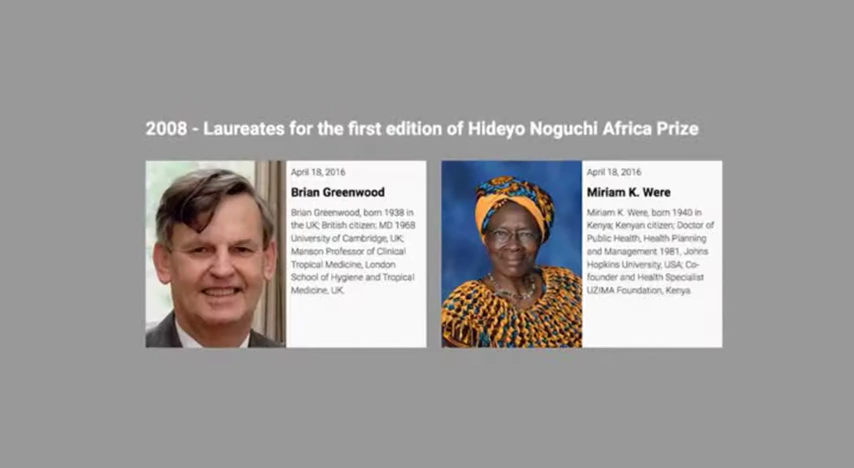 2008 - Laureates for the first edition of Hideyo Noguchi Africa Prize
April 18, 2016
Brian Greenwood
Brian Greenwood, born 1938 in
the UK; British citizen; MD 1968
University of Cambridge, UK;
Manson Professor of Clinical
Tropical Medicine, London
School of Hygiene and Tropical
Medicine, UK.
April 18, 2016
Miriam K. Were
Miriam K. Were, born 1940 in
Kenya; Kenyan citizen; Doctor of
Public Health, Health Planning
and Management 1981, Johns
Hopkins University, USA; Co-
founder and Health Specialist
UZIMA Foundation, Kenya.